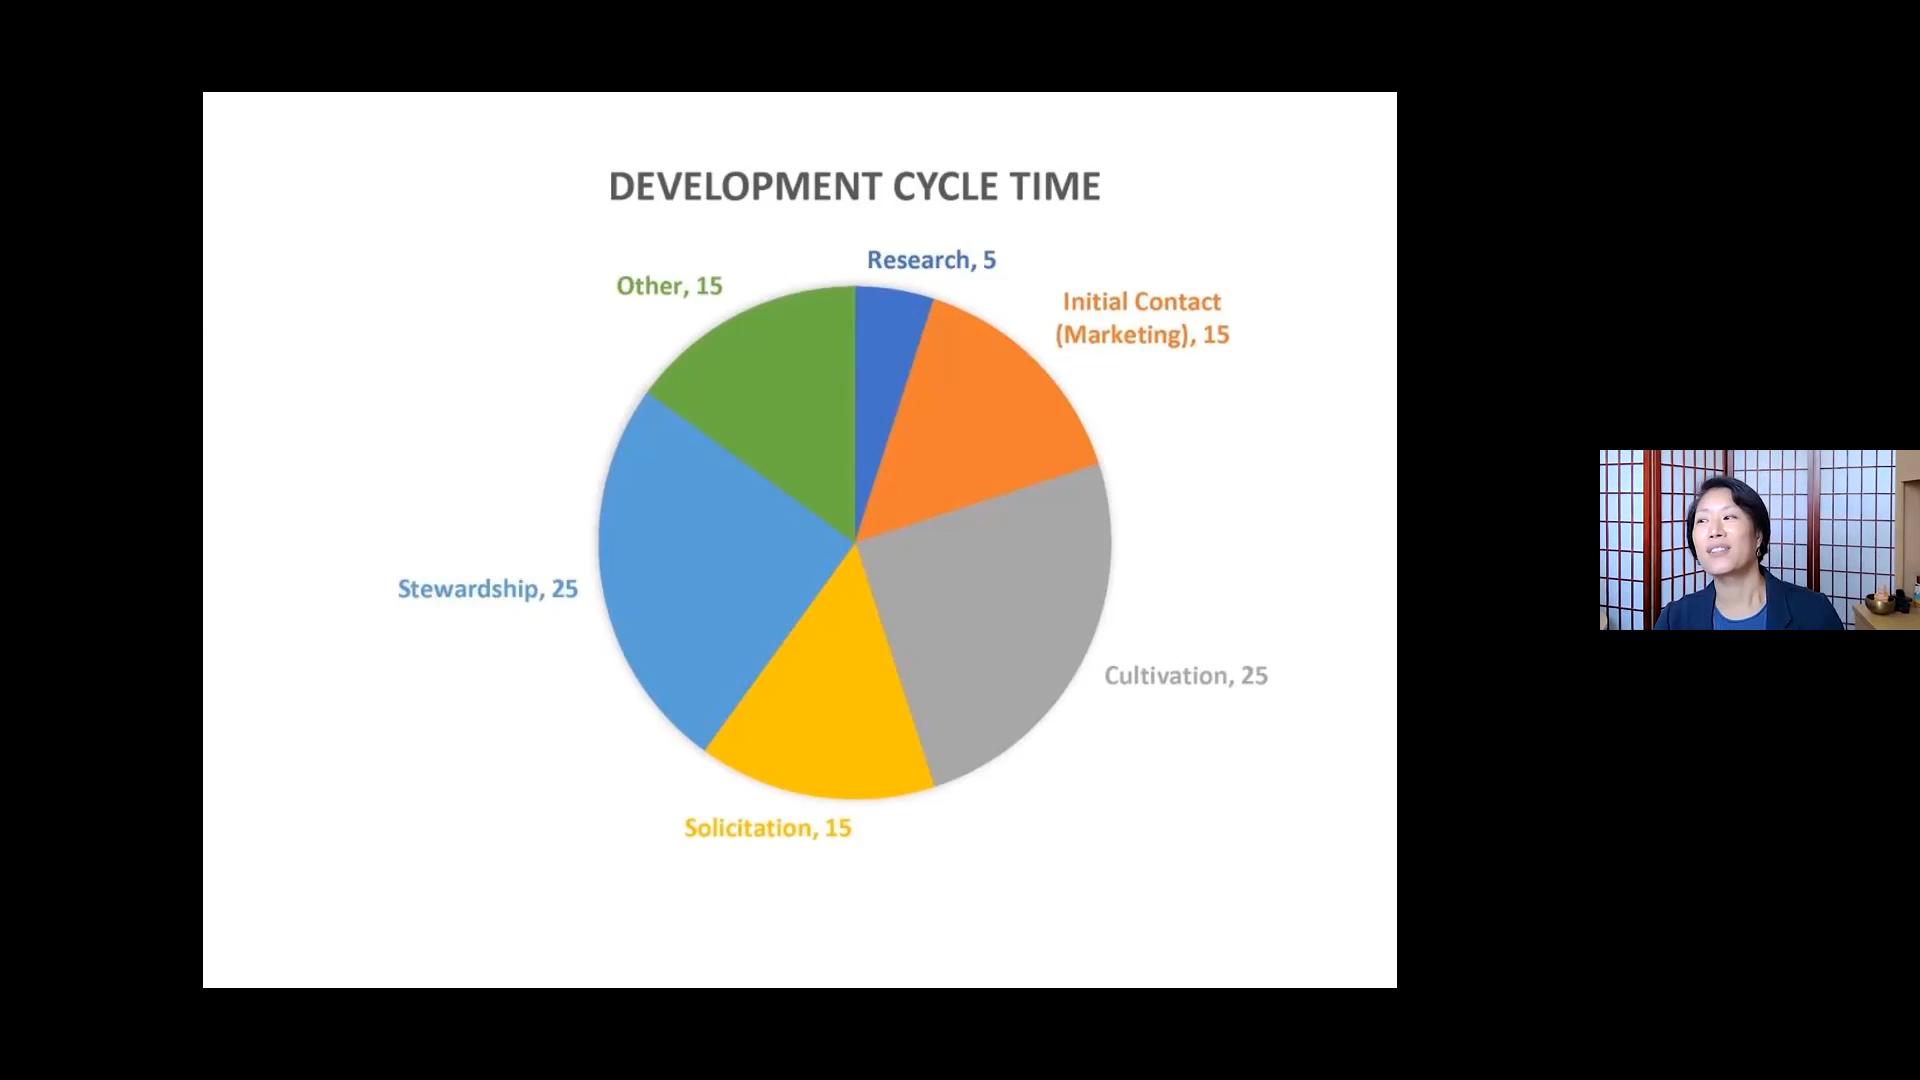 DEVELOPMENT CYCLE TIME
Research, 5
Other, 15
Initial Contact
(Marketing), 15
Stewardship, 25
Cultivation, 25
Solicitation, 15